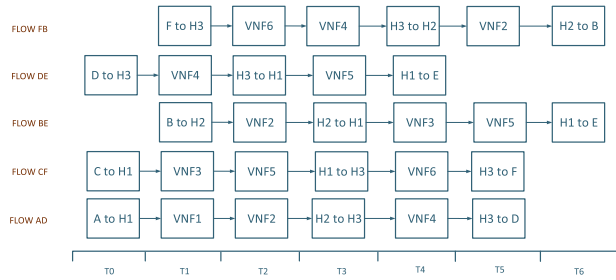 FLOW FB F to H3 VNF6 VNF4 H3 to H2 VNF2 H2 to B
FLOW DE D to H3 VNF4 H3 to H1 VNF5 H1 to E
FLOW BE B to H2 VNF2 H2 to H1 VNF3 VNF5 H1 to E
FLOW CF C to H1 VNF3 VNF5 H1 to H3 VNF6 H3 to F
FLOW AD A to H1 VNF1 VNF2 H2 to H3 VNF4 H3 to D
T0 T1 T2 T3 T4 T5 T6